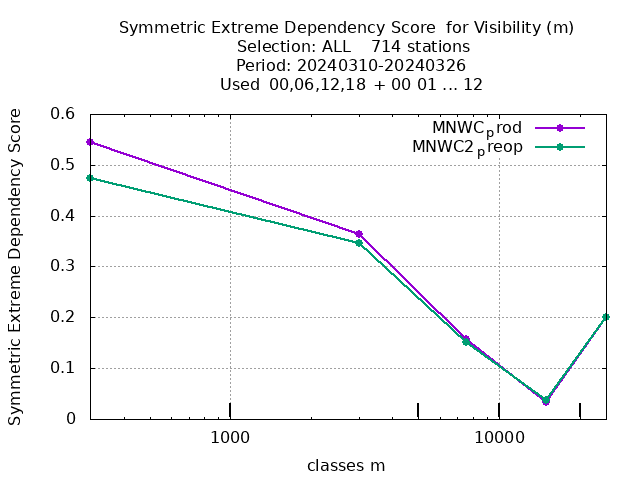 Symmetric Extreme Dependency Score  for Visibility (m)
Selection: ALL    714 stations
Period: 20240310-20240326
Used  00,06,12,18  + 00 01 ... 12
Symmetric Extreme Dependency Score
0.6
0.5
0.4
0.3
0.2
0.1
0
MNWCprod
MNWC2preop
1000
10000
classes m